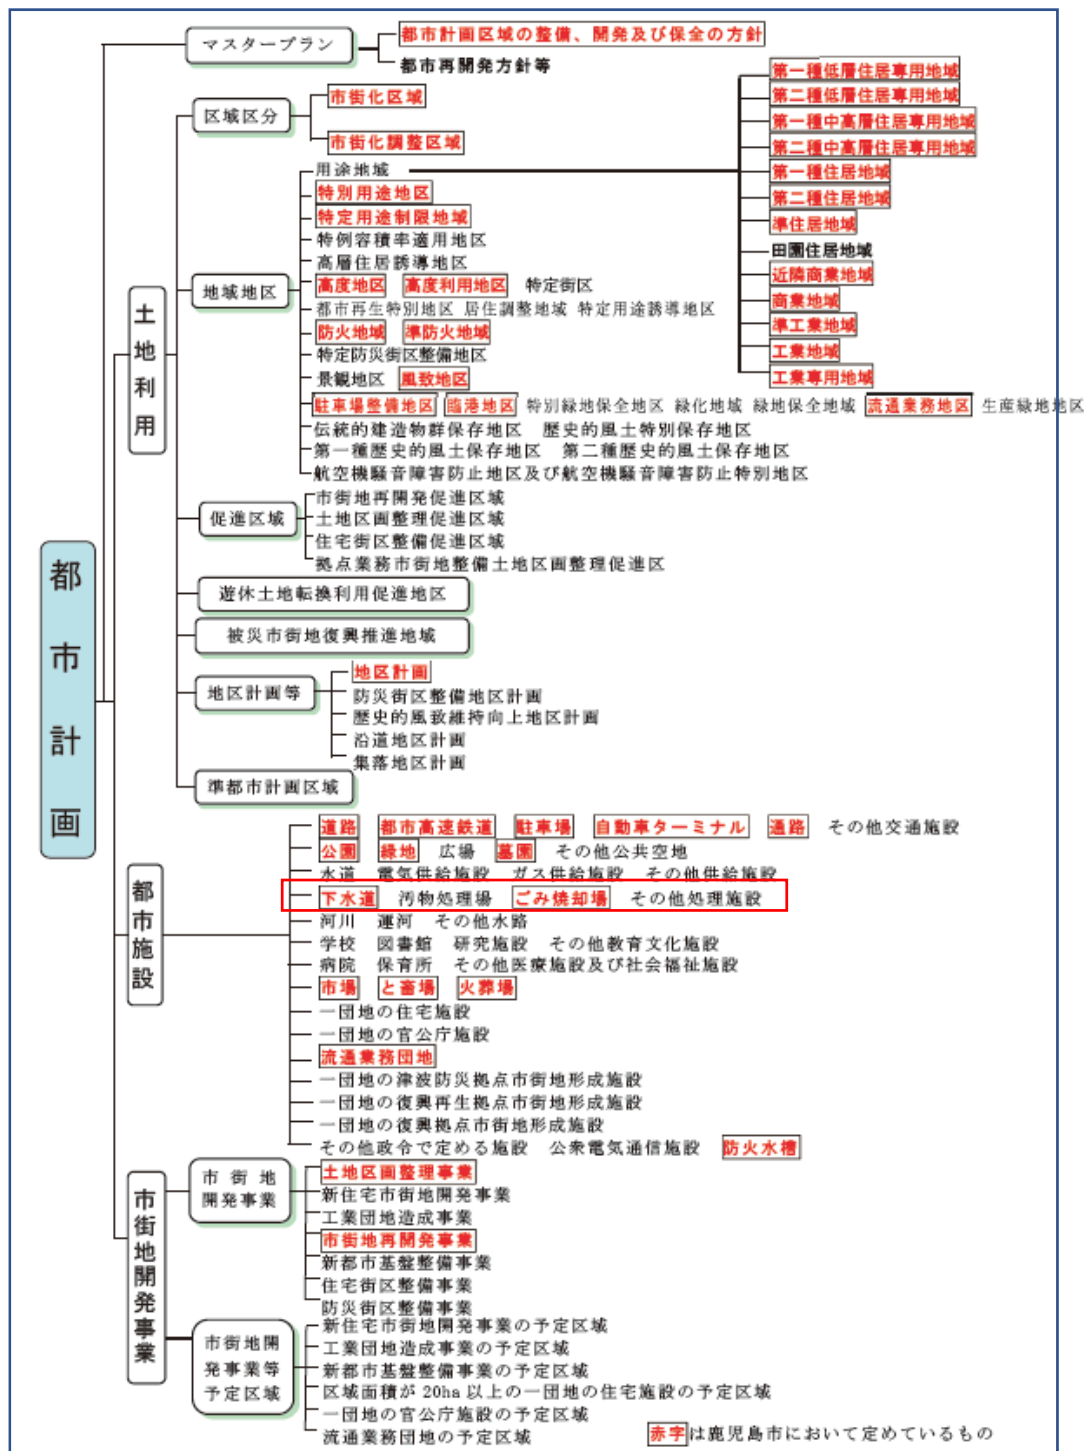 都市計画
マスタープラン
都市計画区域の整備、開発及び保全の方針
都市再開発方針等
土地利用
区域区分
市街化区域
市街化調整区域
地域地区
用途地域
第一種低層住居専用地域
第二種低層住居専用地域
第一種中高層住居専用地域
第二種中高層住居専用地域
第一種住居地域
第二種住居地域
準住居地域
田園住居地域
近隣商業地域
商業地域
準工業地域
工業地域
工業専用地域
特別用途地区
特定用途制限地域
特例容積率適用地区
高層住居誘導地区
高度地区 高度利用地区 特定街区
都市再生特別地区 居住調整地域 特定用途誘導地区
防火地域 準防火地域
特定防災街区整備地区
景観地区 風致地区
駐車場整備地区 臨港地区 特別緑地保全地区 緑化地域 緑地保全地域 流通業務地区 生産緑地地区
伝統的建造物群保存地区 歴史的風土特別保存地区
第一種歴史的風土保存地区 第二種歴史的風土保存地区
航空機騒音障害防止地区及び航空機騒音障害防止特別地区
促進区域
市街地再開発促進区域
土地区画整理促進区域
住宅街区整備促進区域
拠点業務市街地整備土地区画整理促進区
遊休土地転換利用促進地区
被災市街地復興推進地域
地区計画等
地区計画
防災街区整備地区計画
歴史的風致維持向上地区計画
沿道地区計画
集落地区計画
準都市計画区域
都市施設
道路 都市高速鉄道 駐車場 自動車ターミナル 通路 その他交通施設
公園 緑地 広場 墓園 その他公共空地
水道 電気供給施設 ガス供給施設 その他供給施設
下水道 汚物処理場 ごみ焼却場 その他処理施設
河川 運河 その他水路
学校 図書館 研究施設 その他教育文化施設
病院 保育所 その他医療施設及び社会福祉施設
市場 と畜場 火葬場
一団地の住宅施設
一団地の官公庁施設
流通業務団地
一団地の津波防災拠点市街地形成施設
一団地の復興再生拠点市街地形成施設
一団地の復興拠点市街地形成施設
その他政令で定める施設 公衆電気通信施設 防火水槽
市街地開発事業
市街地
開発事業
土地区画整理事業
新住宅市街地開発事業
工業団地造成事業
市街地再開発事業
新都市基盤整備事業
住宅街区整備事業
防災街区整備事業
市街地開
発事業等
予定区域
新住宅市街地開発事業の予定区域
工業団地造成事業の予定区域
新都市基盤整備事業の予定区域
区域面積が 20ha 以上の一団地の住宅施設の予定区域
一団地の官公庁施設の予定区域
流通業務団地の予定区域
赤字は鹿児島市において定めているもの